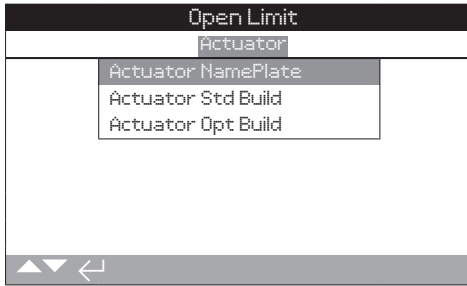 Open Limit
Actuator
Actuator NamePlate
Actuator Std Build
Actuator Opt Build